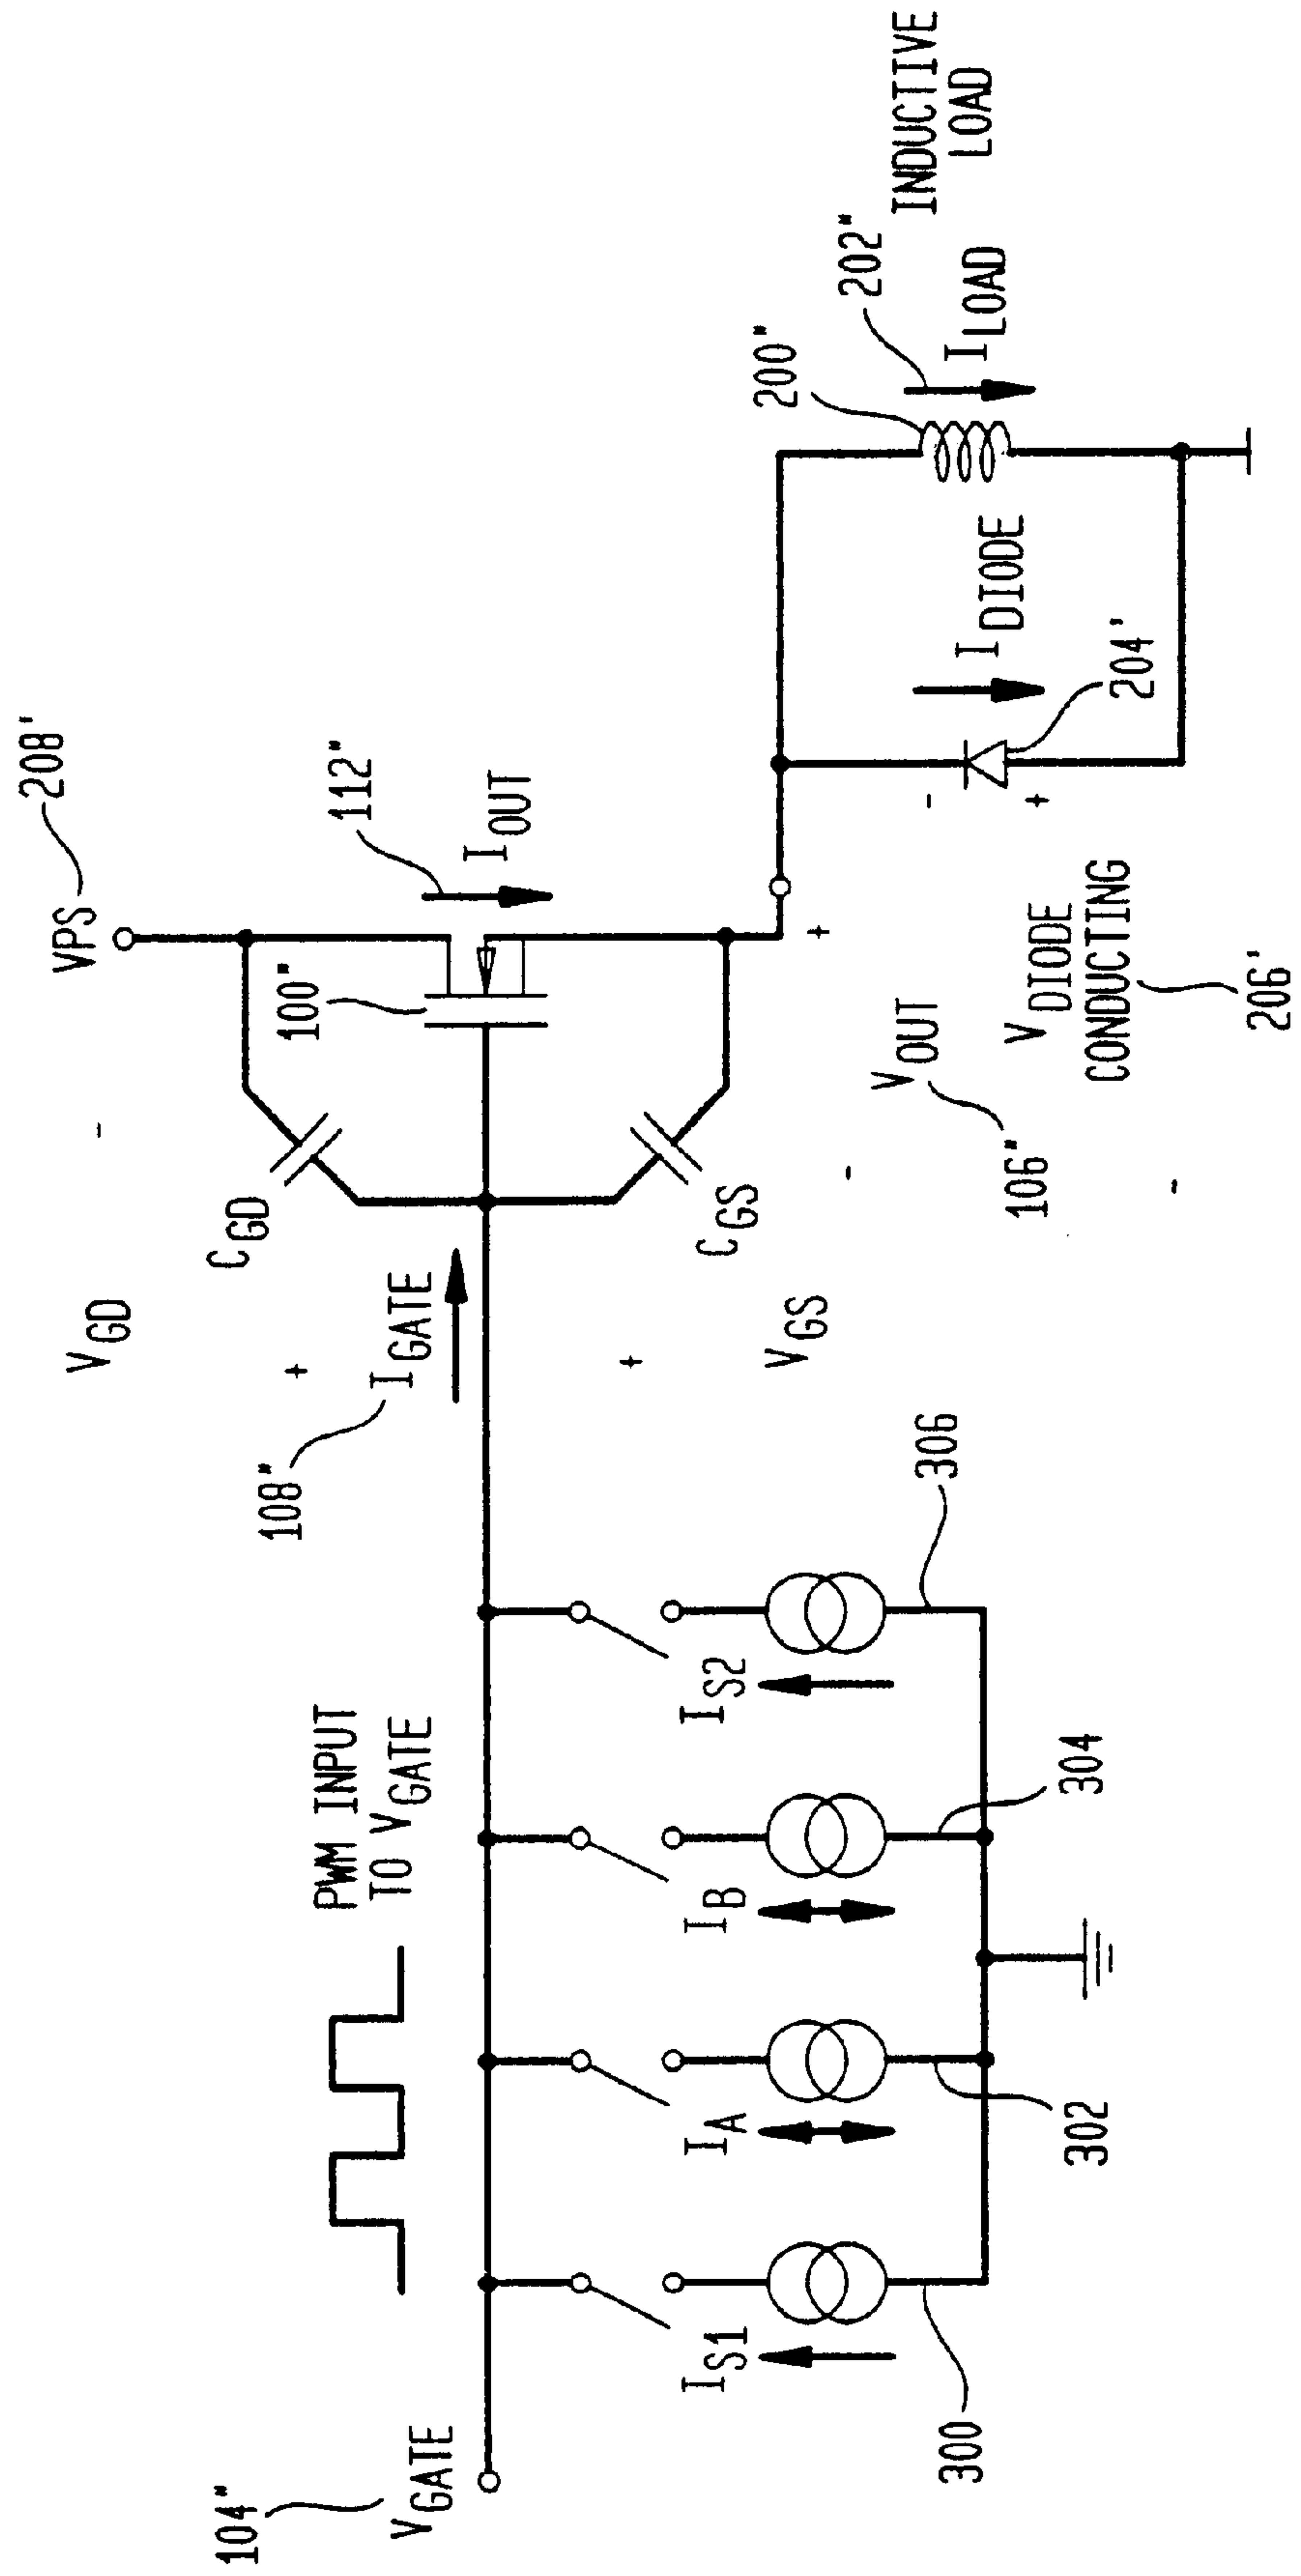 VPS
208'
112"
I OUT
100"
V GD
-
+
C GD
108"
I GATE
C GS
+
V GS
-
+
V OUT
106"
V DIODE
CONDUCTING
206'
-
-
+
I DIODE
204'
200"
202"
I LOAD
INDUCTIVE
LOAD
PWM INPUT
TO V GATE
104"
V GATE
I S1
300
I A
302
I B
304
I S2
306